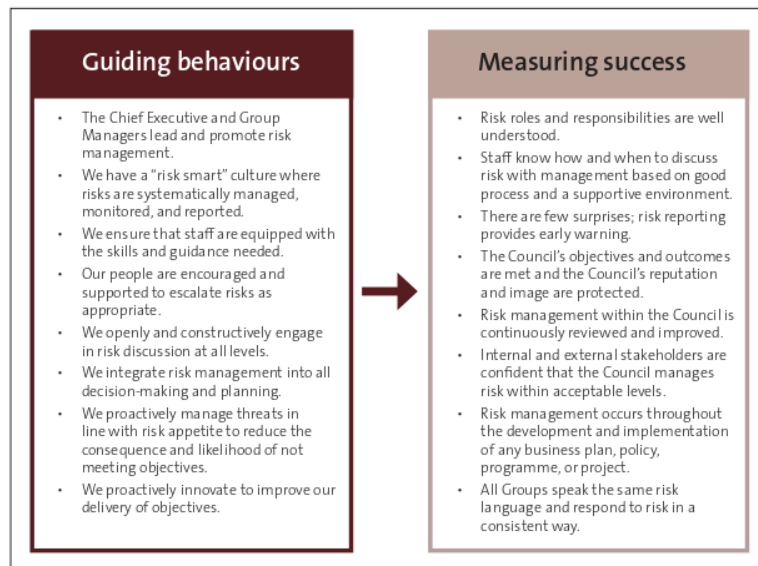 Guiding behaviours
• The Chief Executive and Group
Managers lead and promote risk
management.
• We have a “risk smart” culture where
risks are systematically managed,
monitored, and reported.
• We ensure that staff are equipped with
the skills and guidance needed.
• Our people are encouraged and
supported to escalate risks as
appropriate.
• We openly and constructively engage
in risk discussion at all levels.
• We integrate risk management into all
decision-making and planning.
• We proactively manage threats in
line with risk appetite to reduce the
consequence and likelihood of not
meeting objectives.
• We proactively innovate to improve our
delivery of objectives.
Measuring success
• Risk roles and responsibilities are well
understood.
• Staff know how and when to discuss
risk with management based on good
process and a supportive environment.
• There are few surprises; risk reporting
provides early warning.
• The Council’s objectives and outcomes
are met and the Council’s reputation
and image are protected.
• Risk management within the Council is
continuously reviewed and improved.
• Internal and external stakeholders are
confident that the Council manages
risk within acceptable levels.
• Risk management occurs throughout
the development and implementation
of any business plan, policy,
programme, or project.
• All Groups speak the same risk
language and respond to risk in a
consistent way.